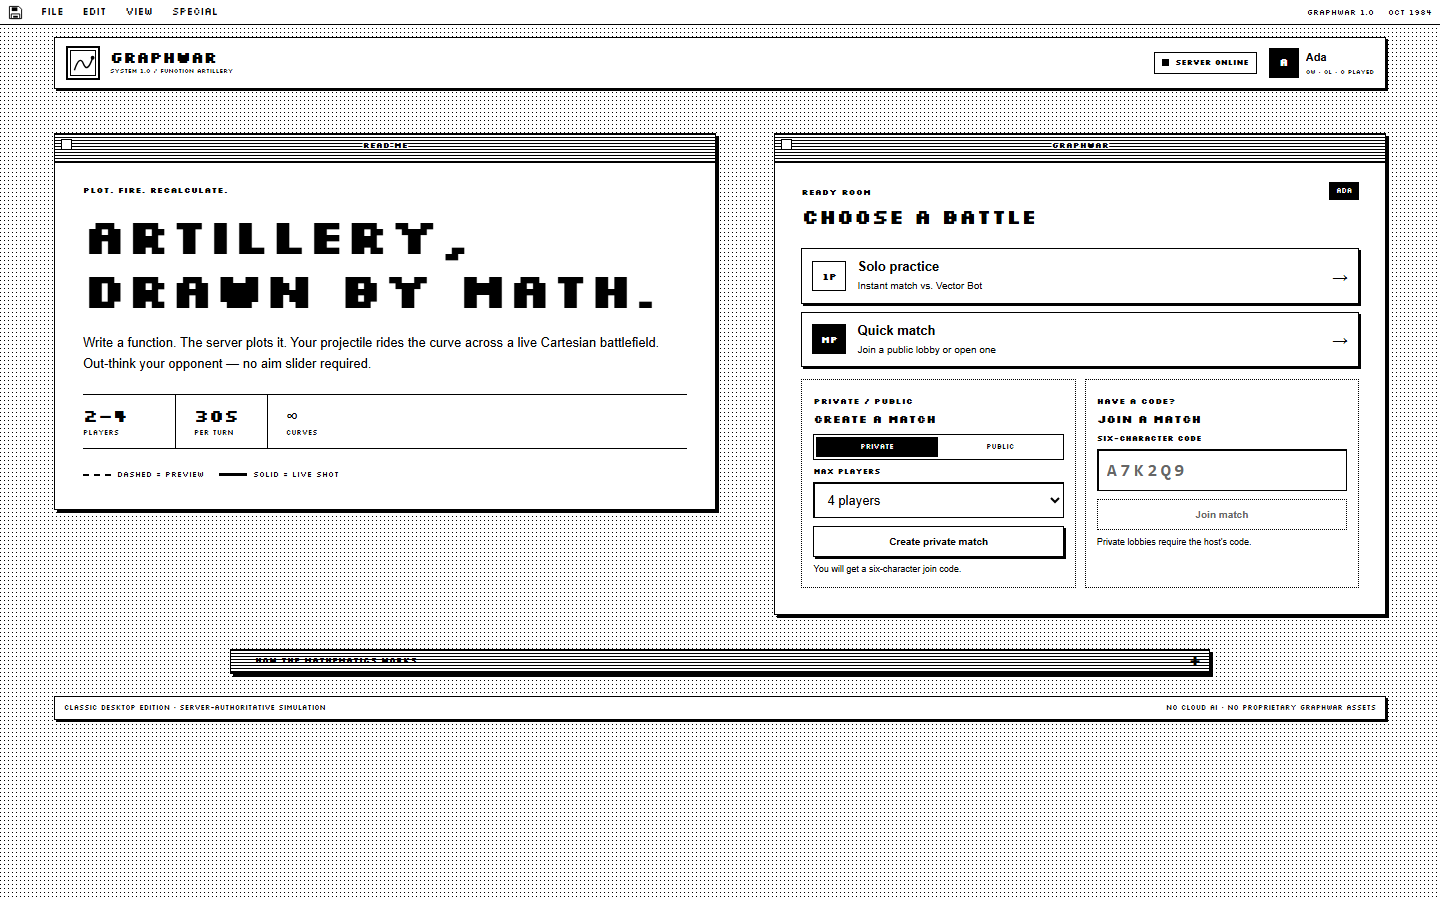 FILE EDIT VIEW SPECIAL
GRAPHWAR 1.0 OCT 1984
GRAPHWAR
SYSTEM 1.0 / FUNCTION ARTILLERY
SERVER ONLINE
A
Ada
0W · 0L · 0 PLAYED
READ ME
PLOT. FIRE. RECALCULATE.
ARTILLERY,
DRAWN BY MATH.
Write a function. The server plots it. Your projectile rides the curve across a live Cartesian battlefield.
Out-think your opponent — no aim slider required.
2–4
PLAYERS
30S
PER TURN
∞
CURVES
DASHED = PREVIEW
SOLID = LIVE SHOT
GRAPHWAR
READY ROOM
ADA
CHOOSE A BATTLE
1P
Solo practice
Instant match vs. Vector Bot
→
MP
Quick match
Join a public lobby or open one
→
PRIVATE / PUBLIC
CREATE A MATCH
PRIVATE PUBLIC
MAX PLAYERS
4 players
Create private match
You will get a six-character join code.
HAVE A CODE?
JOIN A MATCH
SIX-CHARACTER CODE
A7K2Q9
Join match
Private lobbies require the host's code.
HOW THE MATHEMATICS WORKS
+
CLASSIC DESKTOP EDITION · SERVER-AUTHORITATIVE SIMULATION
NO CLOUD AI · NO PROPRIETARY GRAPHWAR ASSETS